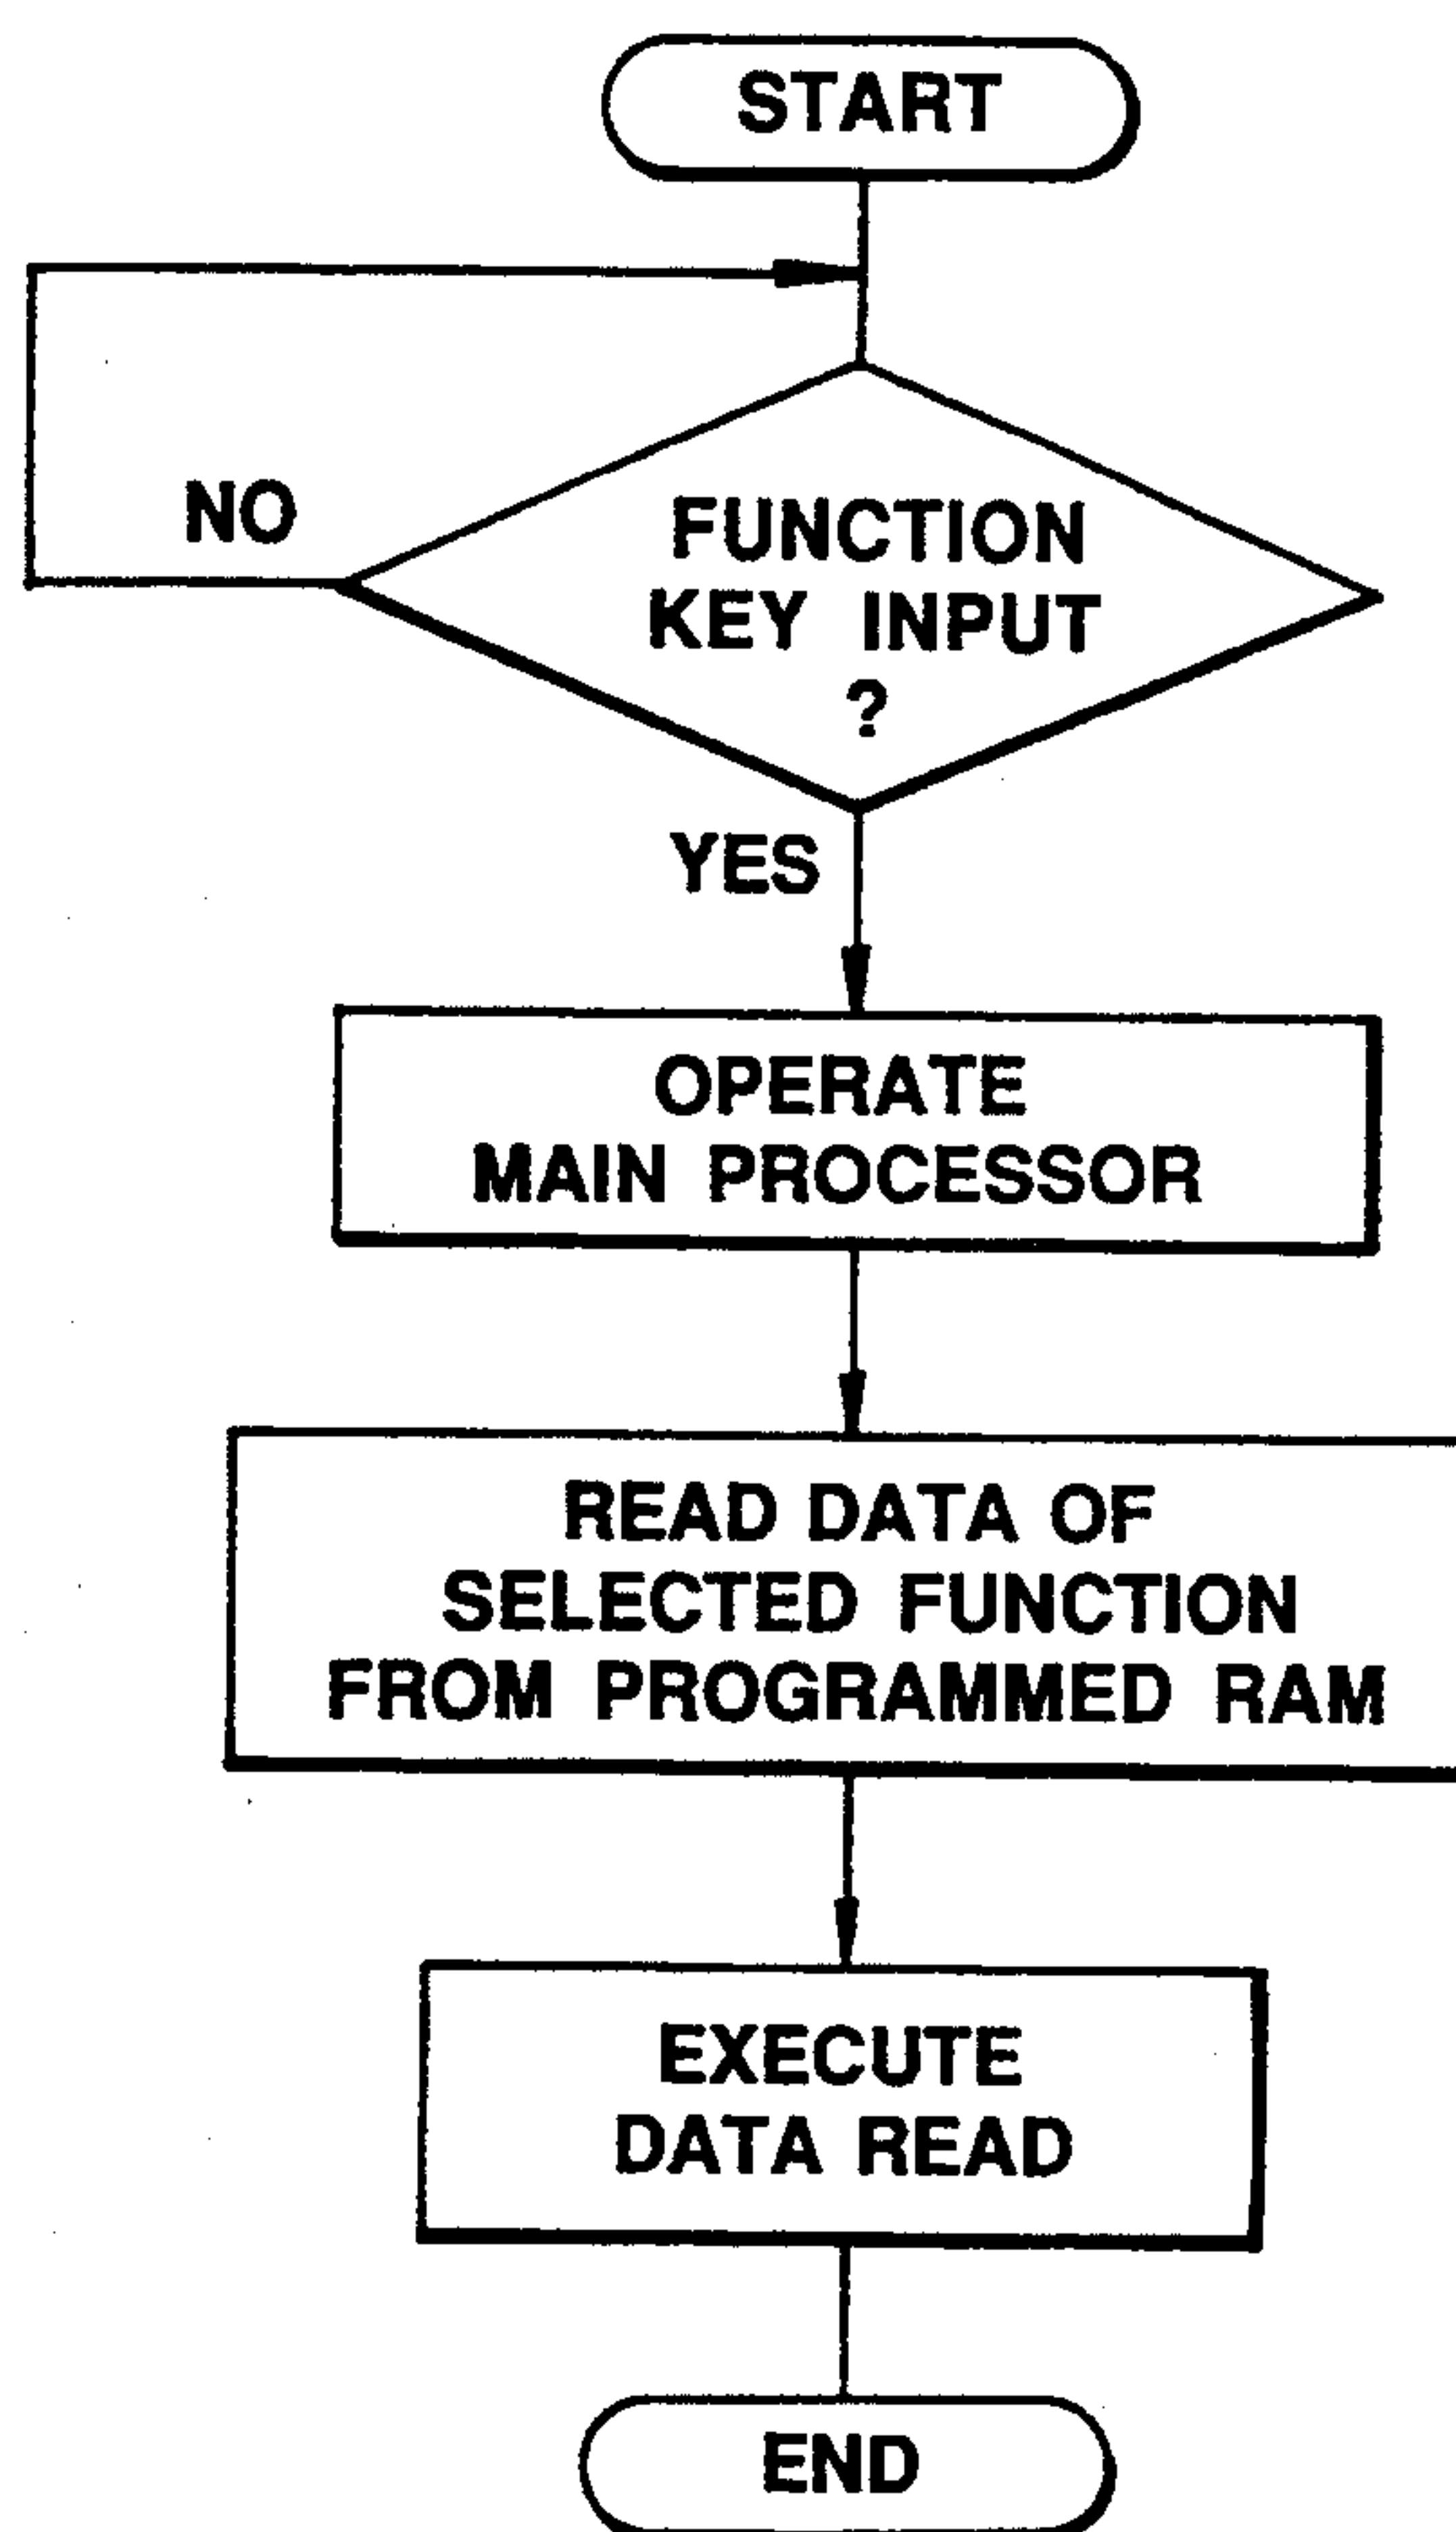 START
NO
FUNCTION
KEY INPUT
?
YES
OPERATE
MAIN PROCESSOR
READ DATA OF
SELECTED FUNCTION
FROM PROGRAMMED RAM
EXECUTE
DATA READ
END